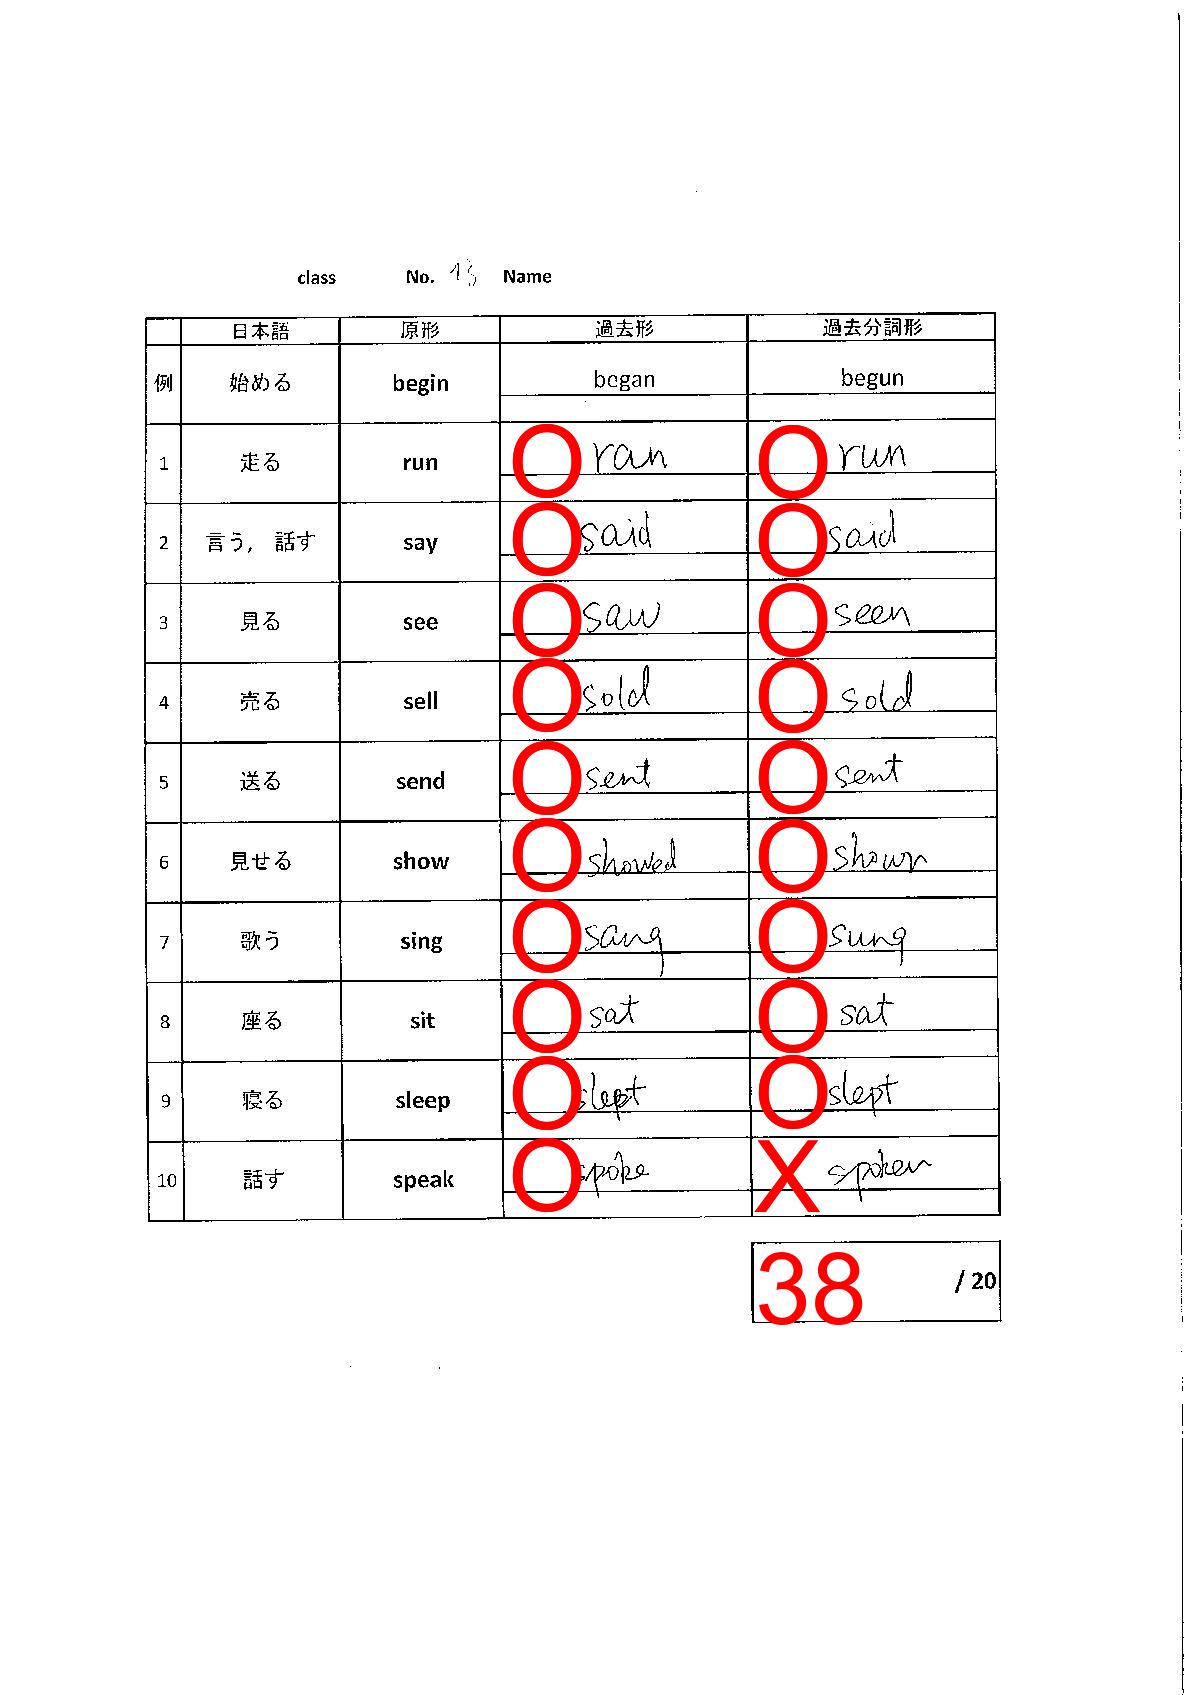 class No. 13 Name
日本語 原形 過去形 過去分詞形
例 始める begin began begun
1 走る run O ran O run
2 言う, 話す say O said O said
3 見る see O saw O seen
4 売る sell O sold O sold
5 送る send O sent O sent
6 見せる show O showed O shown
7 歌う sing O sang O sung
8 座る sit O sat O sat
9 寝る sleep O slept O slept
10 話す speak O spoke X spoken
38 / 20